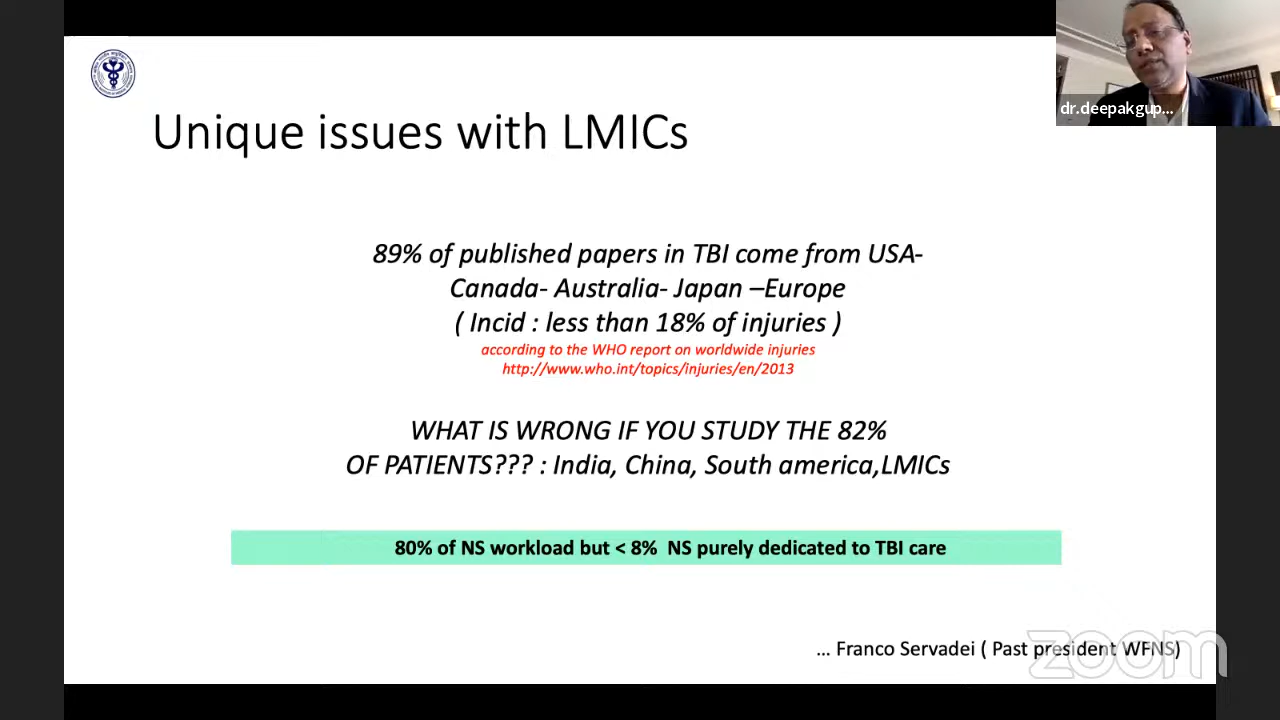 dr.deepakgup...
Unique issues with LMICs
89% of published papers in TBI come from USA-
Canada- Australia- Japan –Europe
( Incid : less than 18% of injuries )
according to the WHO report on worldwide injuries
http://www.who.int/topics/injuries/en/2013
WHAT IS WRONG IF YOU STUDY THE 82%
OF PATIENTS??? : India, China, South america,LMICs
80% of NS workload but < 8%  NS purely dedicated to TBI care
... Franco Servadei ( Past president WFNS)
zoom